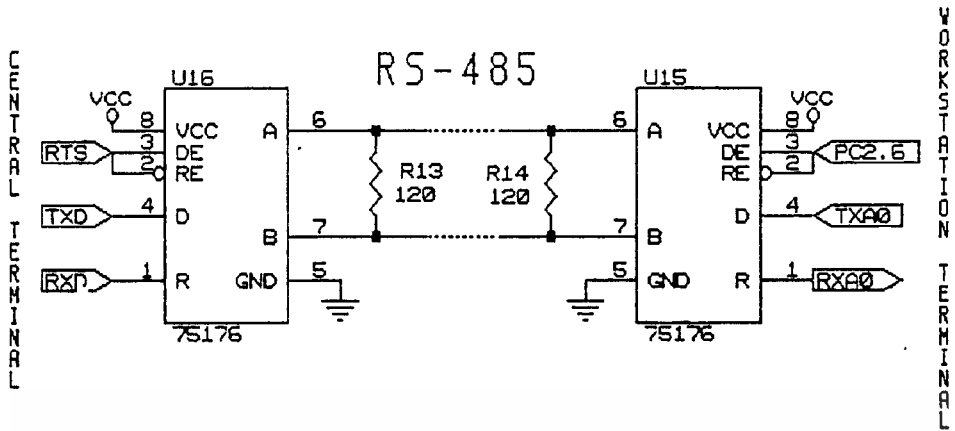 RS-485
CENTRAL TERMINAL
WORKSTATION TERMINAL
U16
VCC
8
VCC
A
6
RTS
3
DE
2
RE
TXD
4
D
B
7
1
R
GND
5
75176
R13
120
R14
120
U15
6
A
VCC
8
VCC
DE
3
PC2.6
RE
2
D
4
TXA0
7
B
5
GND
R
1
RXA0
75176